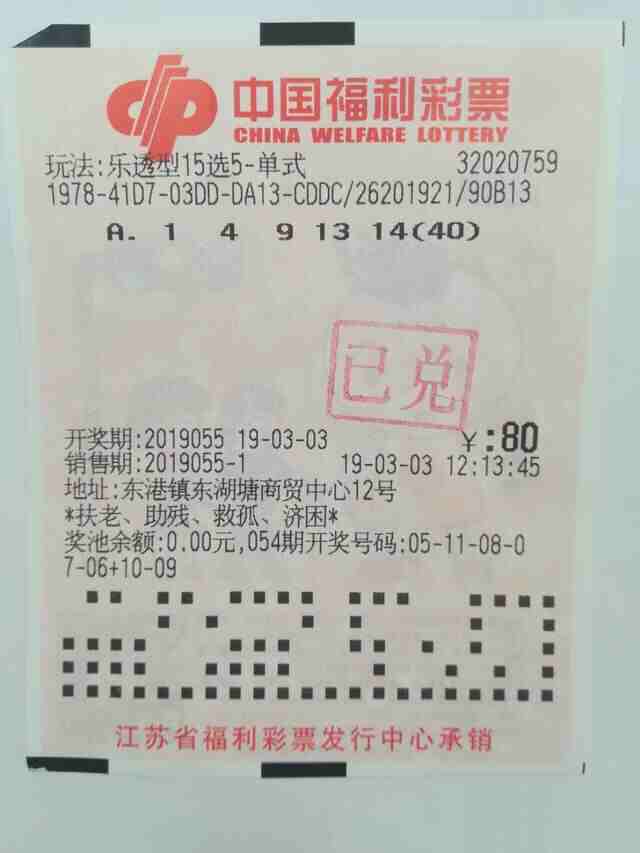 中国福利彩票
CHINA WELFARE LOTTERY
玩法:乐透型15选5-单式 32020759
1978-41D7-03DD-DA13-CDDC/26201921/90B13
A. 1 4 9 13 14(40)
已兑
开奖期:2019055 19-03-03 ¥:80
销售期:2019055-1 19-03-03 12:13:45
地址:东港镇东湖塘商贸中心12号
*扶老、助残、救孤、济困*
奖池余额:0.00元,054期开奖号码:05-11-08-0
7-06+10-09
江苏省福利彩票发行中心承销